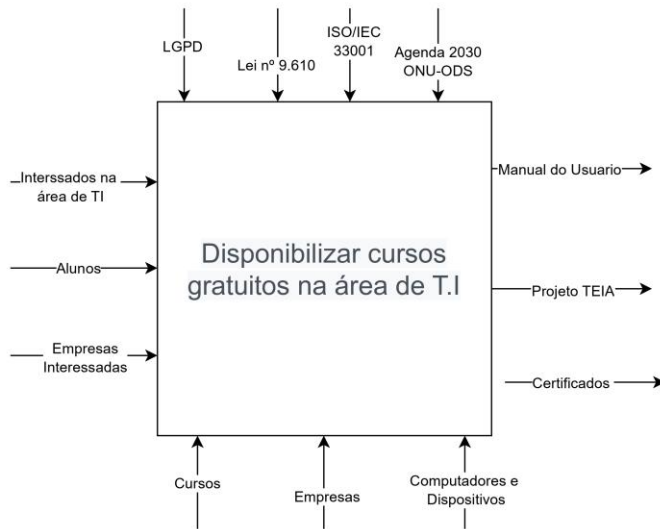 LGPD
Lei nº 9.610
ISO/IEC
33001
Agenda 2030
ONU-ODS
Interssados na
área de TI
Alunos
Empresas
Interessadas
Disponibilizar cursos
gratuitos na área de T.I
Manual do Usuario
Projeto TEIA
Certificados
Cursos
Empresas
Computadores e
Dispositivos